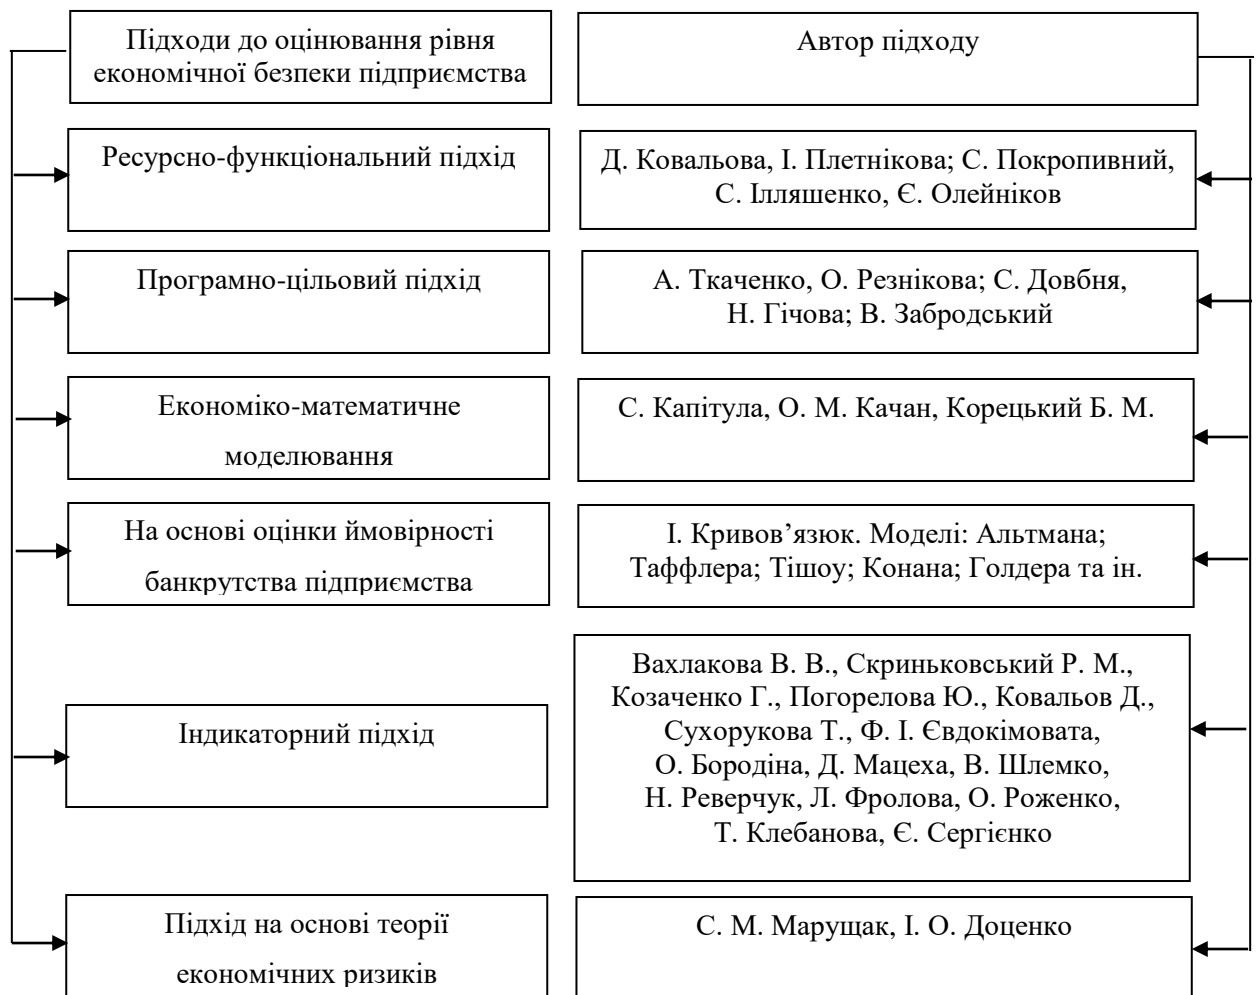 Підходи до оцінювання рівня
економічної безпеки підприємства
Автор підходу
Ресурсно-функціональний підхід
Д. Ковальова, І. Плетнікова; С. Покропивний,
С. Ілляшенко, Є. Олейніков
Програмно-цільовий підхід
А. Ткаченко, О. Резнікова; С. Довбня,
Н. Гічова; В. Забродський
Економіко-математичне
моделювання
С. Капітула, О. М. Качан, Корецький Б. М.
На основі оцінки ймовірності
банкрутства підприємства
І. Кривов’язюк. Моделі: Альтмана;
Таффлера; Тішоу; Конана; Голдера та ін.
Індикаторний підхід
Вахлакова В. В., Скриньковський Р. М.,
Козаченко Г., Погорелова Ю., Ковальов Д.,
Сухорукова Т., Ф. І. Євдокімовата,
О. Бородіна, Д. Мацеха, В. Шлемко,
Н. Реверчук, Л. Фролова, О. Роженко,
Т. Клебанова, Є. Сергієнко
Підхід на основі теорії
економічних ризиків
С. М. Марущак, І. О. Доценко